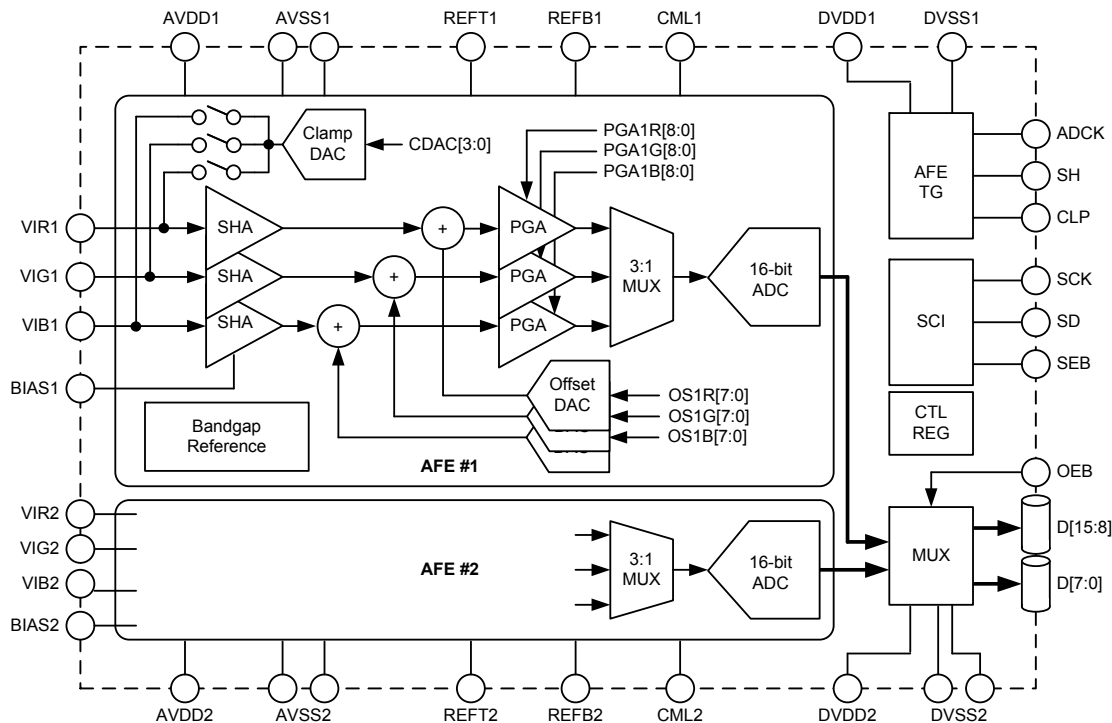 AVDD1 AVSS1 REFT1 REFB1 CML1 DVDD1 DVSS1
Clamp
DAC
CDAC[3:0]
PGA1R[8:0]
PGA1G[8:0]
PGA1B[8:0]
AFE
TG
ADCK
SH
CLP
VIR1
VIG1
VIB1
BIAS1
SHA
SHA
SHA
+
+
+
PGA
PGA
PGA
3:1
MUX
16-bit
ADC
SCI
SCK
SD
SEB
Offset
DAC
OS1R[7:0]
OS1G[7:0]
OS1B[7:0]
Bandgap
Reference
AFE #1
CTL
REG
OEB
VIR2
VIG2
VIB2
BIAS2
AFE #2
3:1
MUX
16-bit
ADC
MUX
D[15:8]
D[7:0]
AVDD2 AVSS2 REFT2 REFB2 CML2 DVDD2 DVSS2